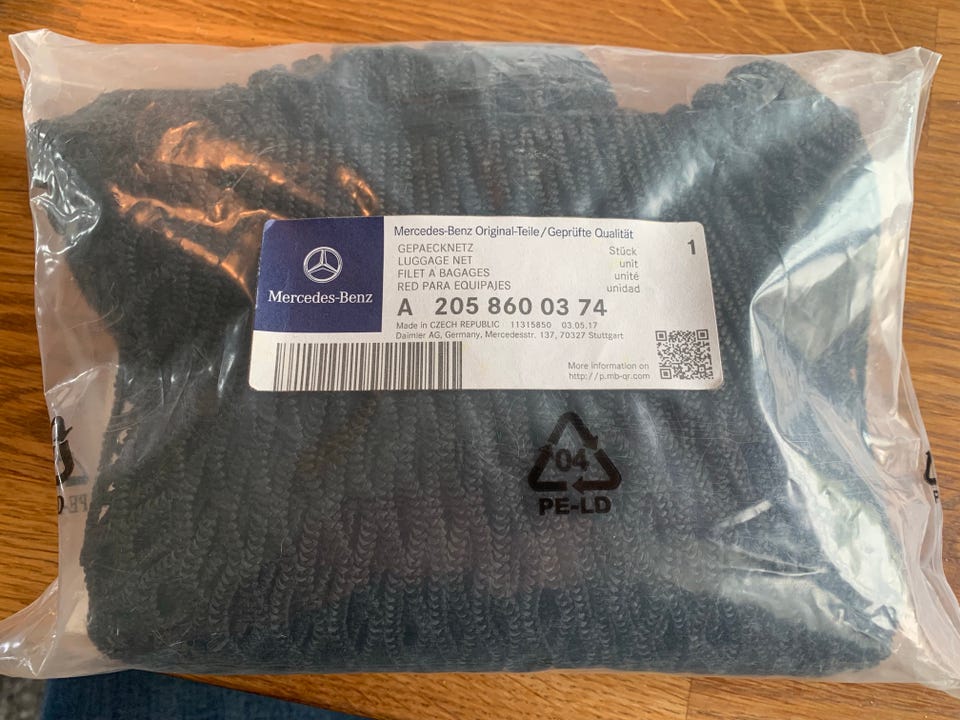 Mercedes-Benz
Mercedes-Benz Original-Teile/Geprüfte Qualität
GEPAECKNETZ Stück 1
LUGGAGE NET unit
FILET A BAGAGES unité
RED PARA EQUIPAJES unidad
A 205 860 03 74
Made in CZECH REPUBLIC 11315850 03.05.17
Daimler AG, Germany, Mercedesstr. 137, 70327 Stuttgart
More information on
http://p.mb-qr.com
04
PE-LD